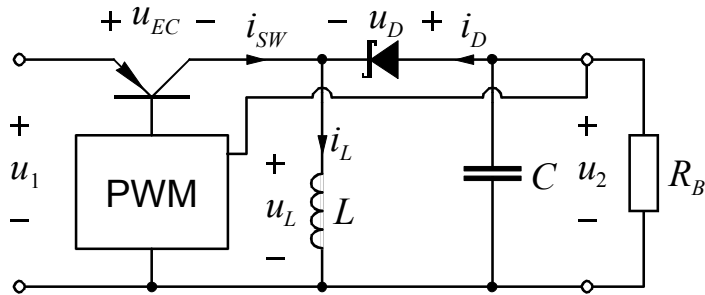 + u_EC − i_SW − u_D + i_D
+ u_1 −
PWM
+ u_L −
i_L
L
C
+ u_2 −
R_B